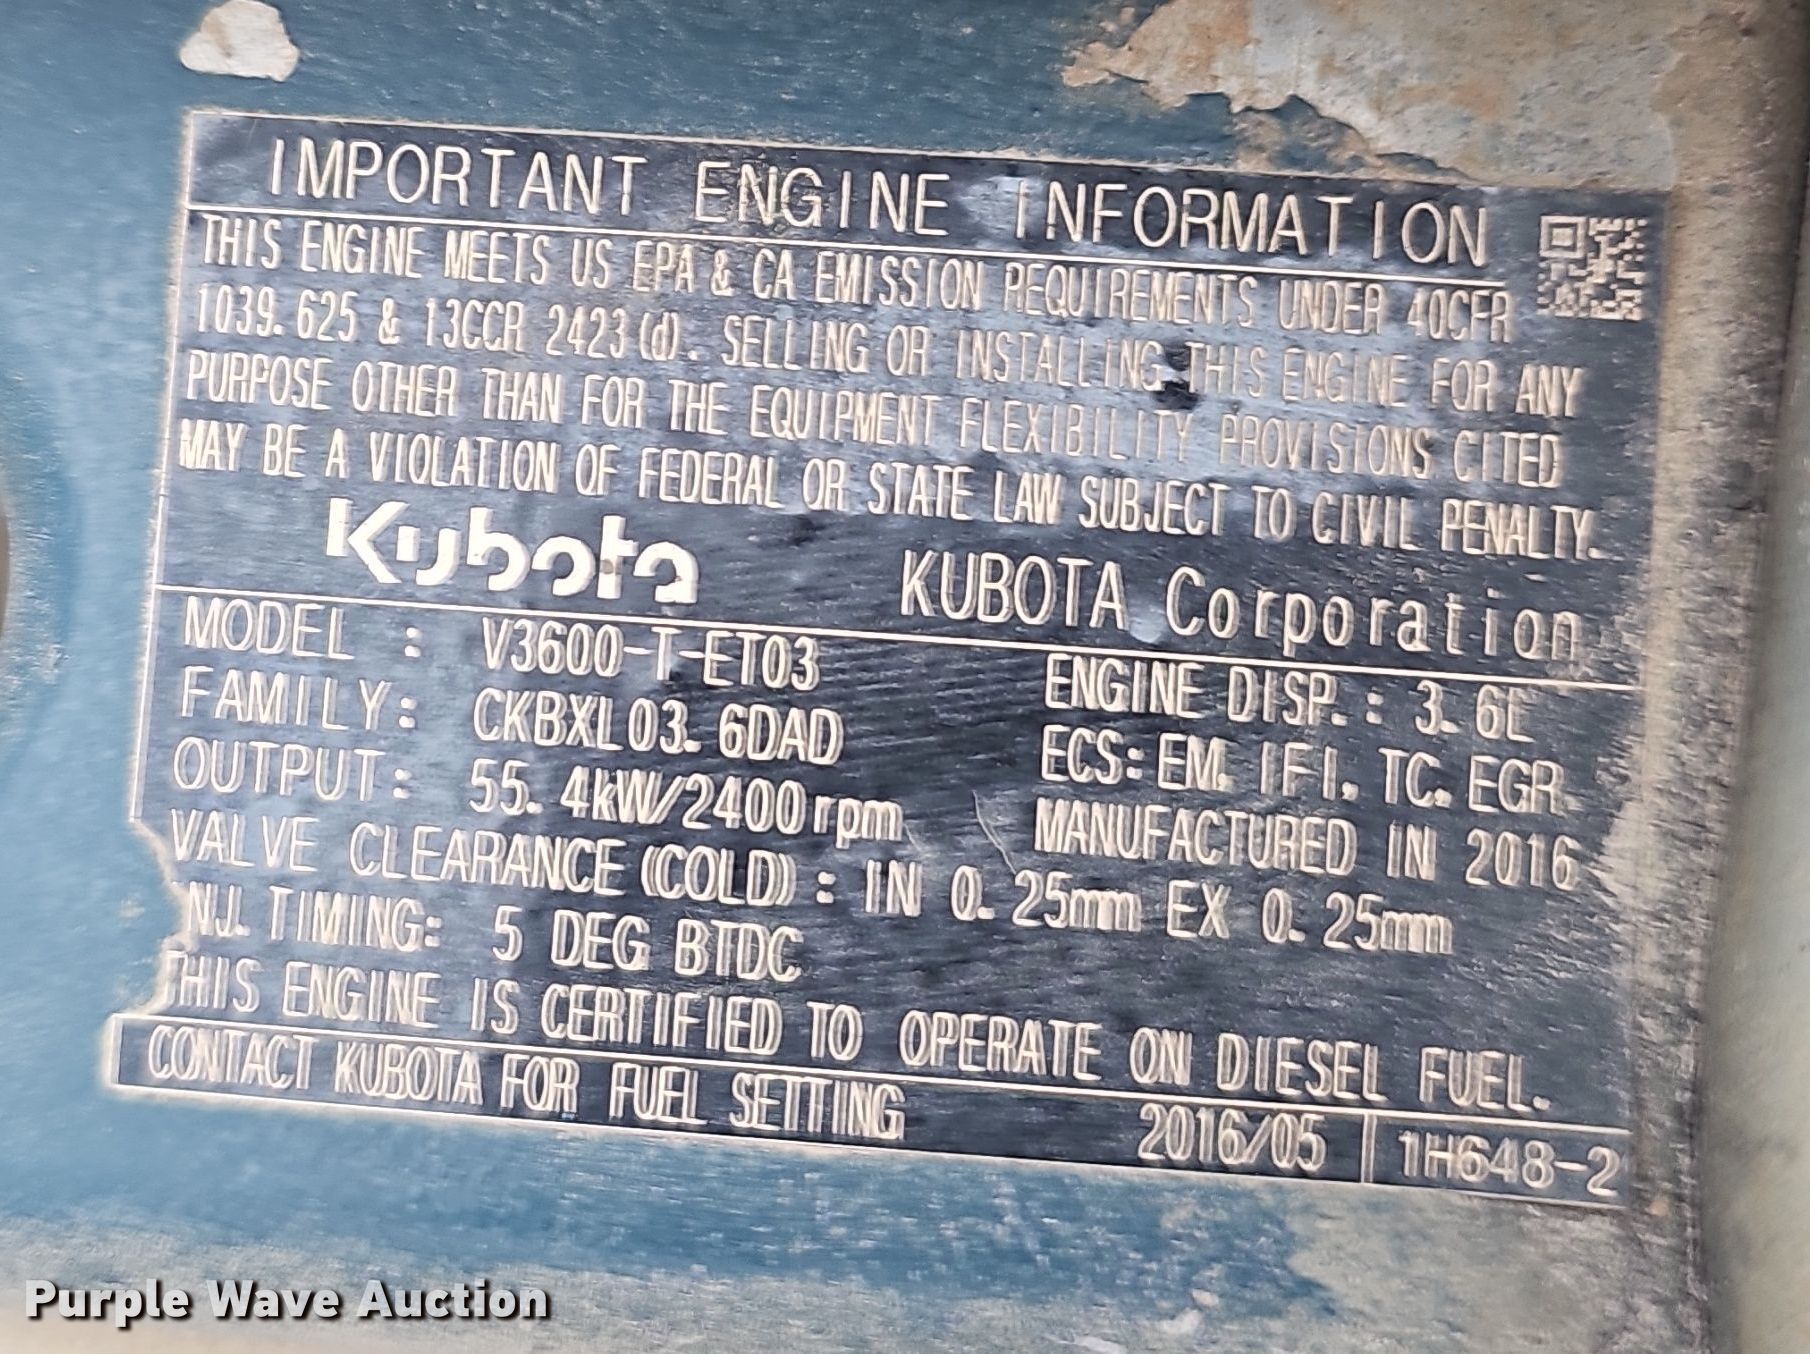 IMPORTANT ENGINE INFORMATION
THIS ENGINE MEETS US EPA & CA EMISSION REQUIREMENTS UNDER 40CFR
1039.625 & 13CCR 2423(d). SELLING OR INSTALLING THIS ENGINE FOR ANY
PURPOSE OTHER THAN FOR THE EQUIPMENT FLEXIBILITY PROVISIONS CITED
MAY BE A VIOLATION OF FEDERAL OR STATE LAW SUBJECT TO CIVIL PENALTY.
Kubota KUBOTA Corporation
MODEL : V3600-T-ET03 ENGINE DISP.: 3.6L
FAMILY: CKBXL03.6DAD ECS: EM, IFI, TC, EGR
OUTPUT: 55.4kW/2400rpm MANUFACTURED IN 2016
VALVE CLEARANCE (COLD): IN 0.25mm EX 0.25mm
NJ. TIMING: 5 DEG BTDC
THIS ENGINE IS CERTIFIED TO OPERATE ON DIESEL FUEL.
CONTACT KUBOTA FOR FUEL SETTING 2016/05 1H648-2
Purple Wave Auction